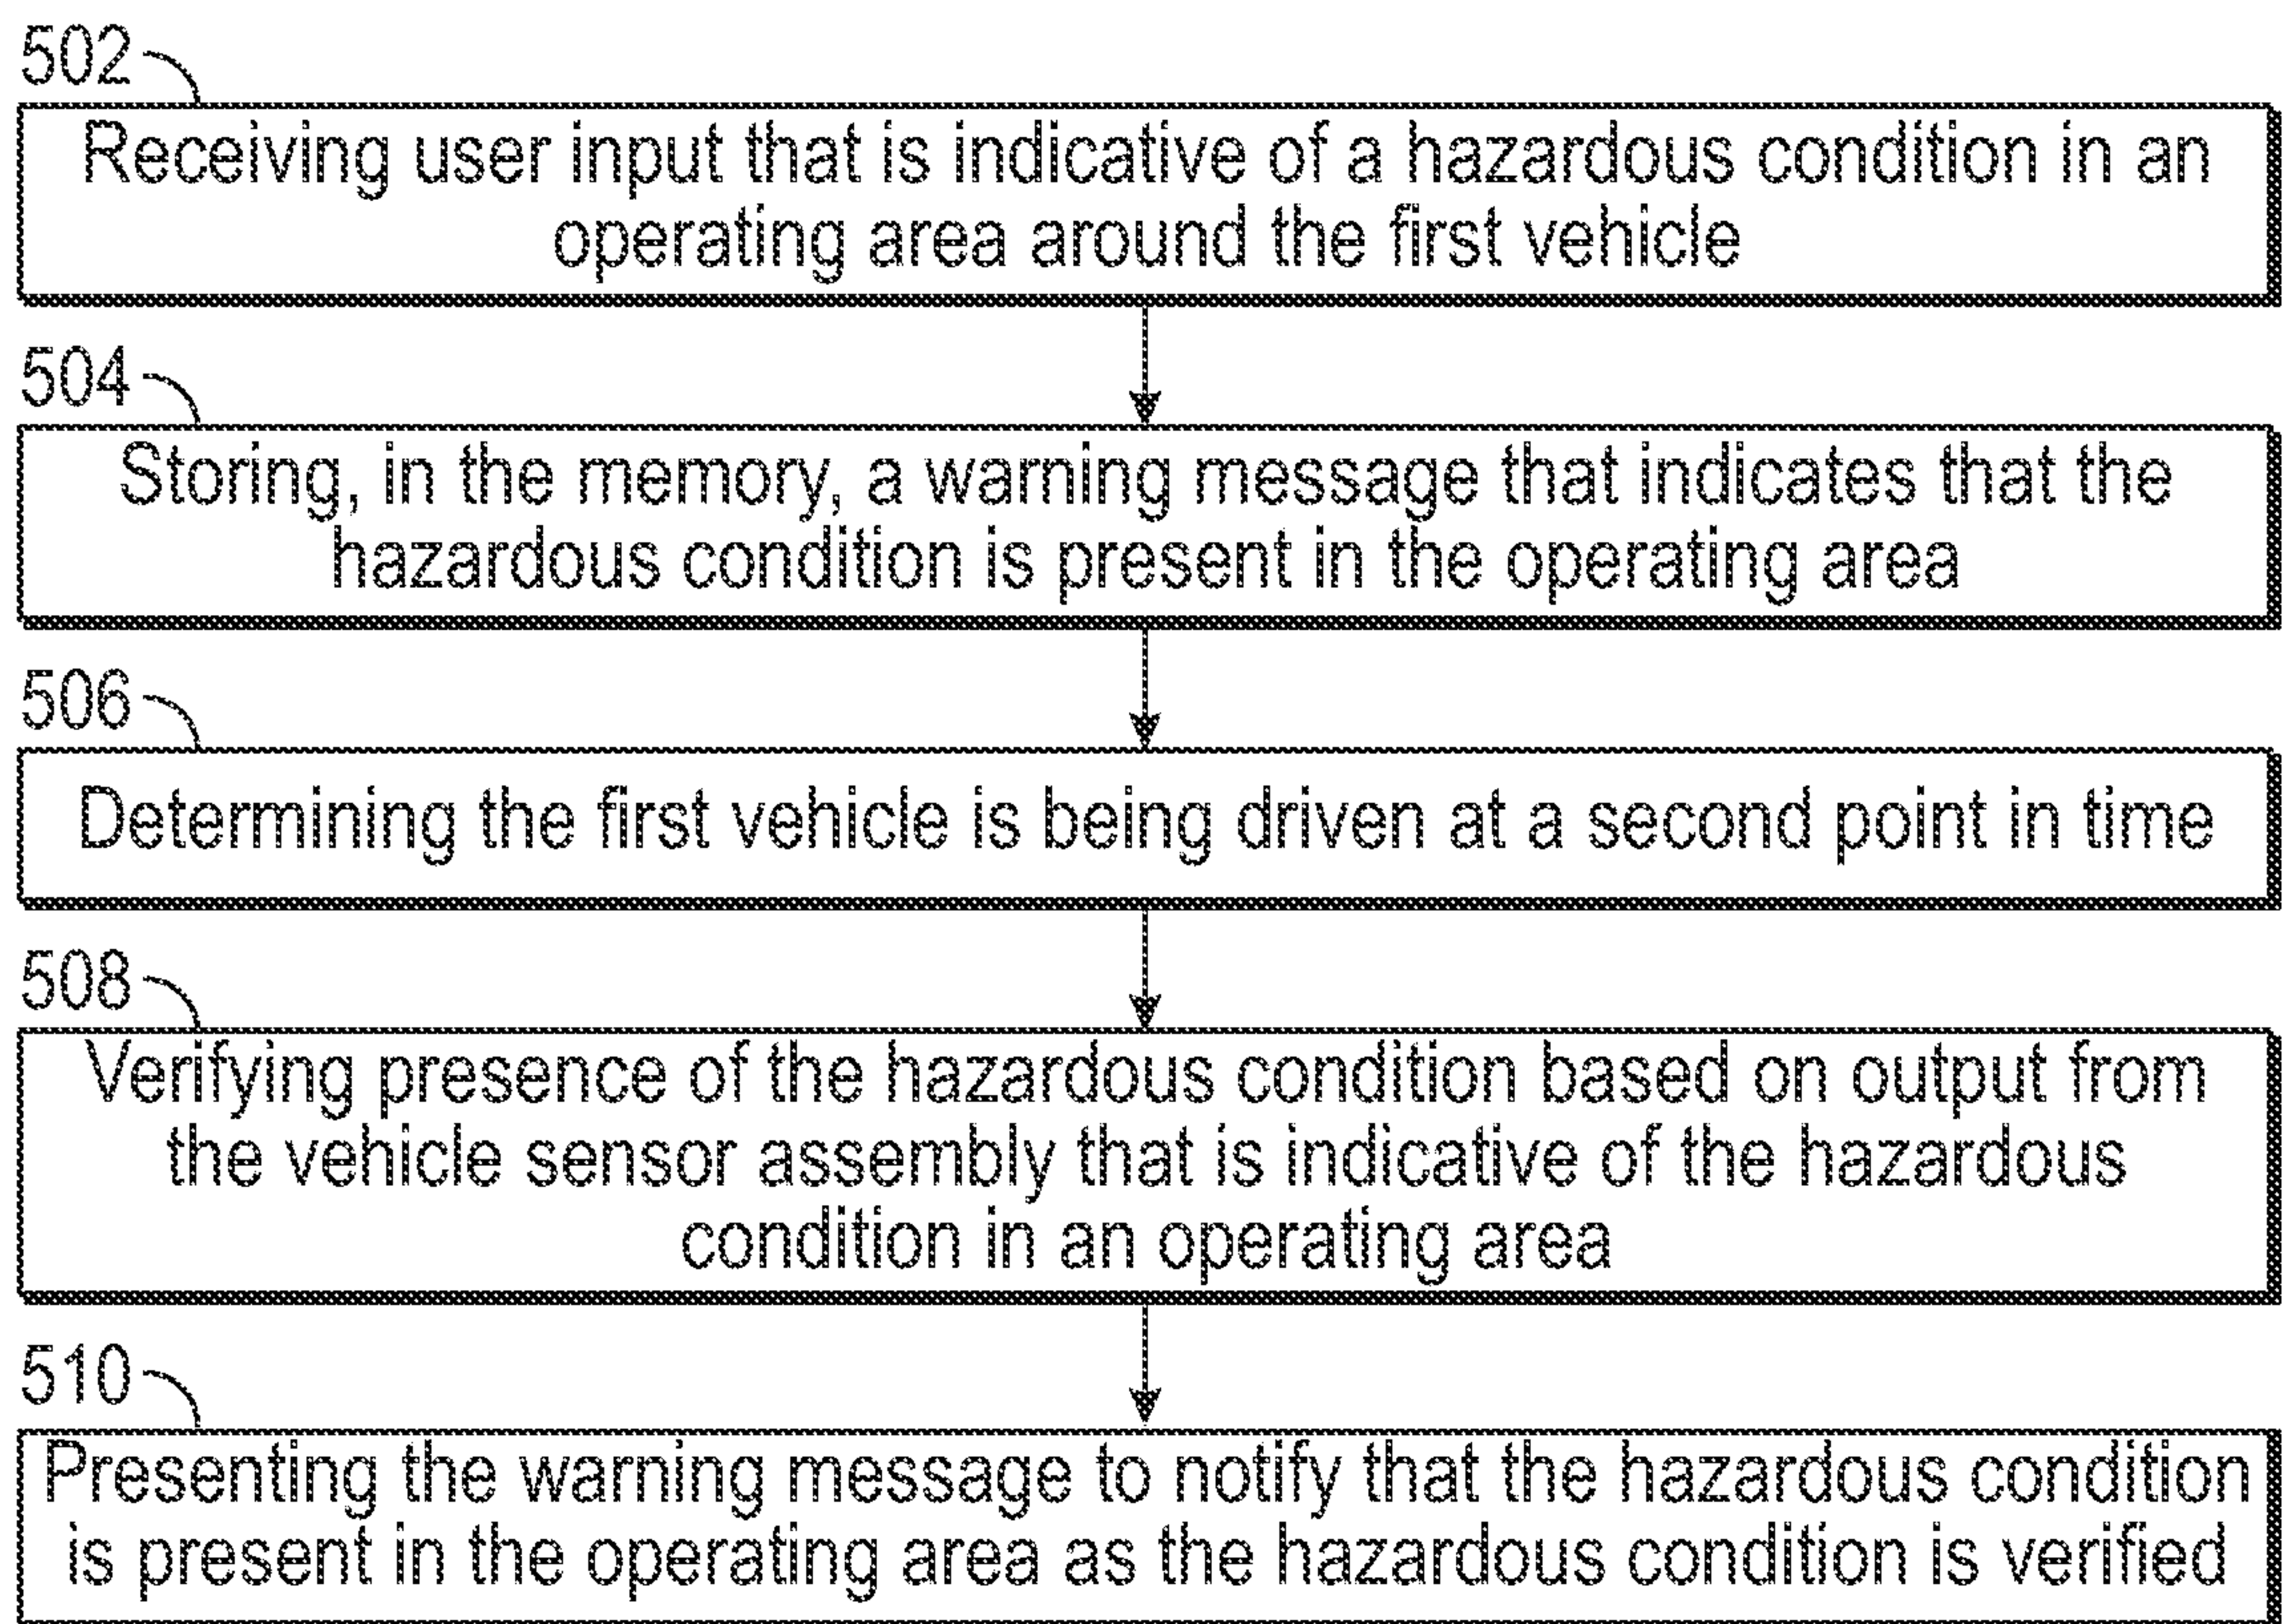 502
Receiving user input that is indicative of a hazardous condition in an
operating area around the first vehicle
504
Storing, in the memory, a warning message that indicates that the
hazardous condition is present in the operating area
506
Determining the first vehicle is being driven at a second point in time
508
Verifying presence of the hazardous condition based on output from
the vehicle sensor assembly that is indicative of the hazardous
condition in an operating area
510
Presenting the warning message to notify that the hazardous condition
is present in the operating area as the hazardous condition is verified